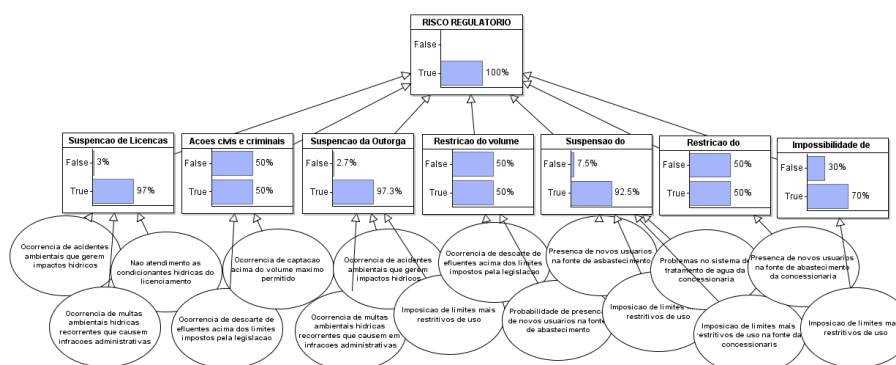 RISCO REGULATORIO
False
True
100%
Suspencao de Licencas
False
3%
True
97%
Acoes civis e criminais
False
50%
True
50%
Suspencao da Outorga
False
2.7%
True
97.3%
Restricao do volume
False
50%
True
50%
Suspensao do
False
7.5%
True
92.5%
Restricao do
False
50%
True
50%
Impossibilidade de
False
30%
True
70%
Ocorrencia de acidentes
ambientais que gerem
impactos hidricos
Nao atendimento as
condicionantes hidricas do
licenciamento
Ocorrencia de captacao
acima do volume maximo
permitido
Ocorrencia de acidentes
ambientais que gerem
impactos hidricos
Ocorrencia de descarte de
efluentes acima dos limites
impostos pela legislacao
Presenca de novos usuarios
na fonte de asbastecimento
Problemas no sistema de
tratamento de agua da
concessionaria
Presenca de novos usuarios
na fonte de abastecimento
da concessionaria
Ocorrencia de multas
ambientais hidricas
recorrentes que causem
infracoes administrativas
Ocorrencia de descarte de
efluentes acima dos limites
impostos pela legislacao
Ocorrencia de multas
ambientais hidricas
recorrentes que causem em
infracoes administrativas
Imposicao de limites mais
restritivos de uso
Probabilidade de presenca
de novos usuarios na fonte
de abastecimento
Imposicao de limites
restritivos de uso
Imposicao de limites mais
restritivos de uso na fonte da
concessionaris
Imposicao de limites mais
restritivos de uso